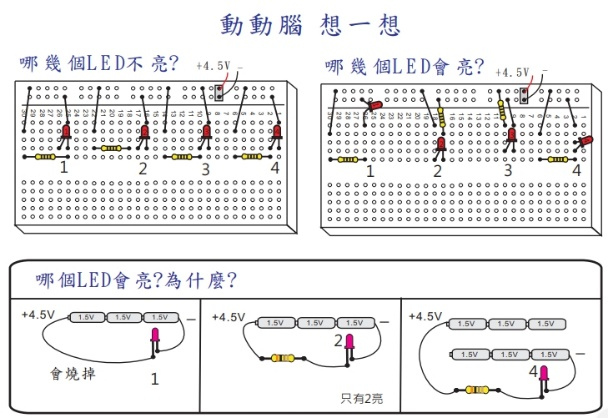 動動腦 想一想
哪幾個LED不亮?
+4.5V –
1 2 3 4
哪幾個LED會亮?
+4.5V –
1 2 3 4
哪個LED會亮?為什麼?
+4.5V 1.5V 1.5V 1.5V –
會燒掉
1
+4.5V 1.5V 1.5V 1.5V –
2
只有2亮
+4.5V 1.5V 1.5V 1.5V
1.5V 1.5V 1.5V –
4